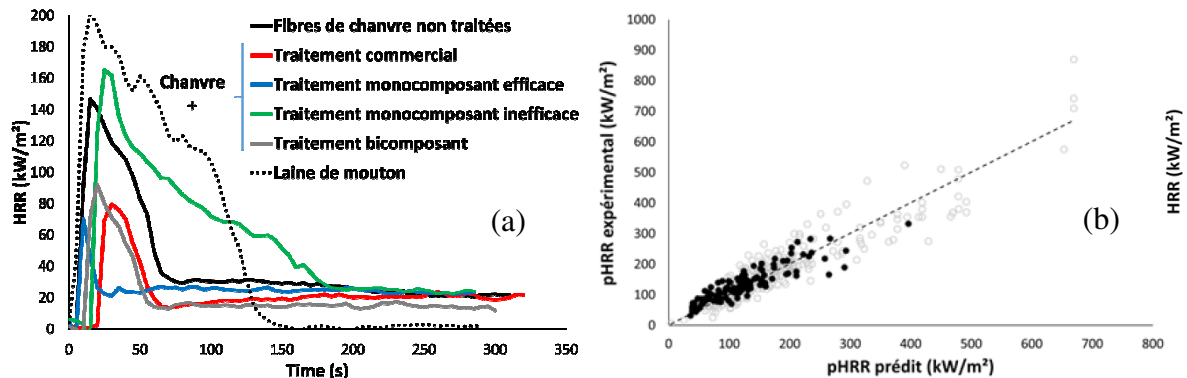 200
180
160
140
120
100
80
60
40
20
0
HRR (kW/m²)
0
50
100
150
200
250
300
350
Time (s)
Fibres de chanvre non traitées
Chanvre
+
Traitement commercial
Traitement monocomposant efficace
Traitement monocomposant inefficace
Traitement bicomposant
Laine de mouton
(a)
1000
900
800
700
600
500
400
300
200
100
0
pHRR expérimental (kW/m²)
0
100
200
300
400
500
600
700
800
pHRR prédit (kW/m²)
(b)
HRR (kW/m²)